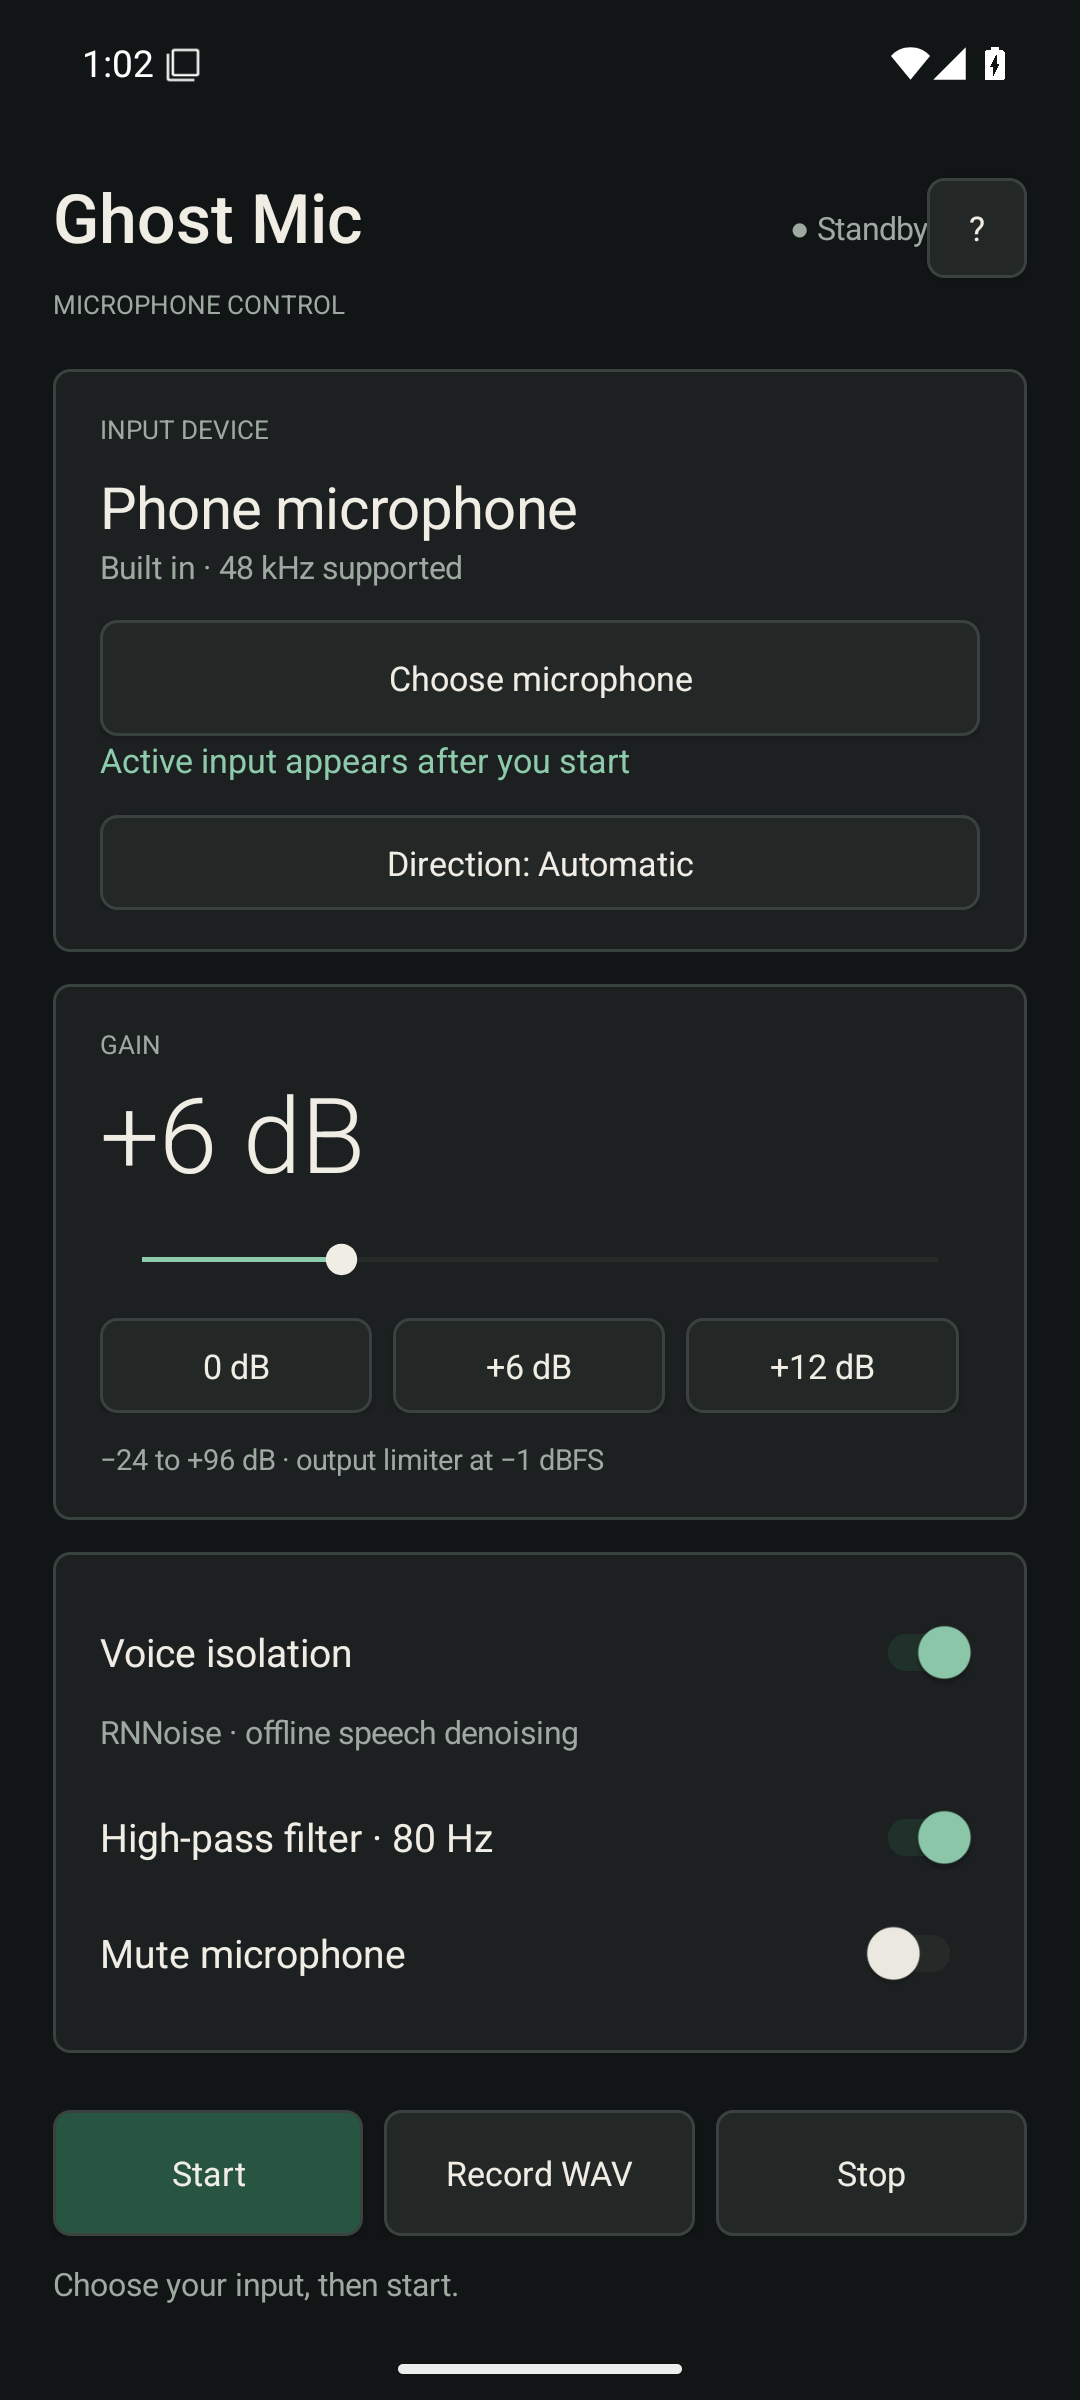 1:02
Ghost Mic
Standby
?
MICROPHONE CONTROL
INPUT DEVICE
Phone microphone
Built in · 48 kHz supported
Choose microphone
Active input appears after you start
Direction: Automatic
GAIN
+6 dB
0 dB
+6 dB
+12 dB
−24 to +96 dB · output limiter at −1 dBFS
Voice isolation
RNNoise · offline speech denoising
High-pass filter · 80 Hz
Mute microphone
Start
Record WAV
Stop
Choose your input, then start.